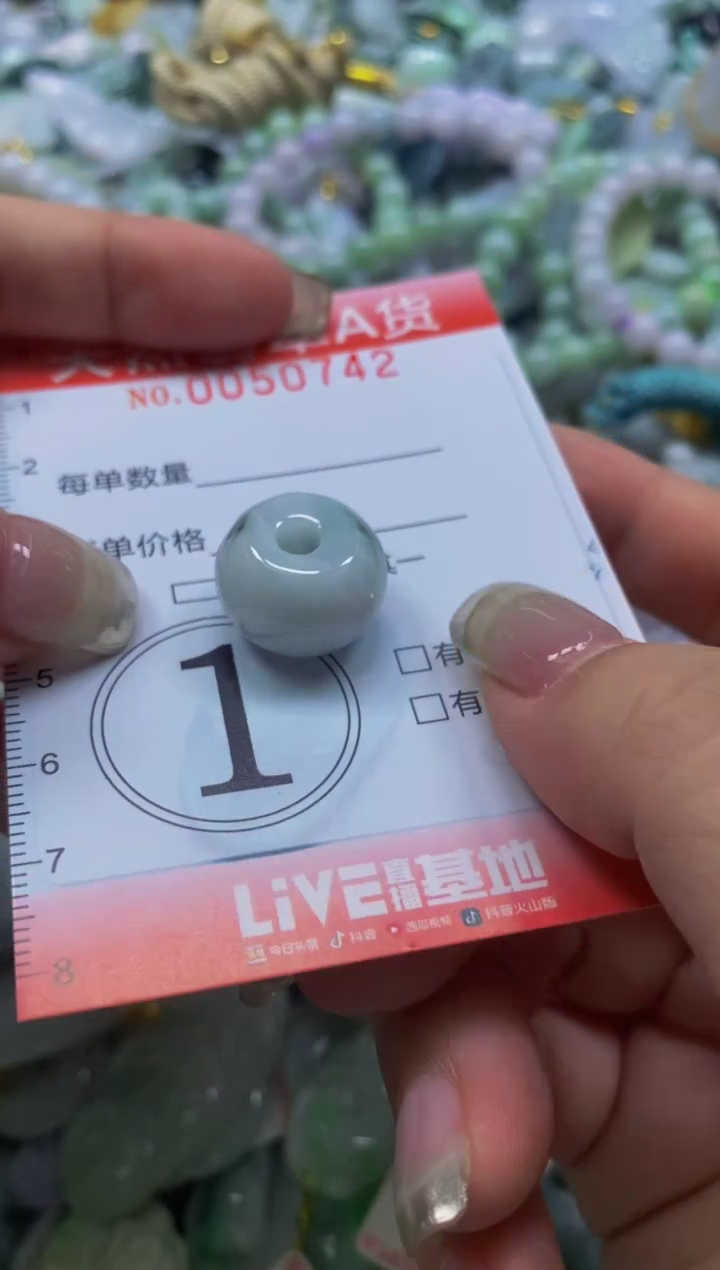 A货
NO.0050742
1
2
每单数量
单价格
5
有
1
有
6
7
LiVE直播基地
今日头条 抖音 西瓜视频 抖音火山版
8